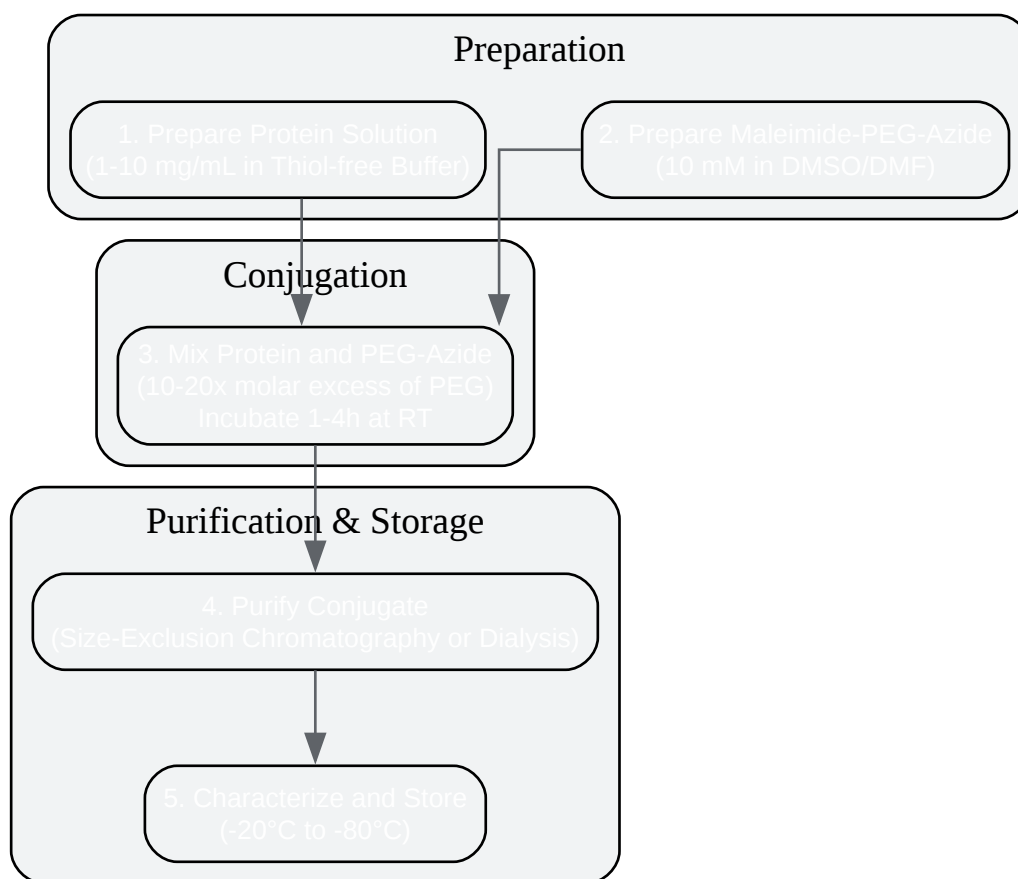 Preparation
1. Prepare Protein Solution
(1-10 mg/mL in Thiol-free Buffer)
2. Prepare Maleimide-PEG-Azide
(10 mM in DMSO/DMF)
Conjugation
3. Mix Protein and PEG-Azide
(10-20x molar excess of PEG)
Incubate 1-4h at RT
Purification & Storage
4. Purify Conjugate
(Size-Exclusion Chromatography or Dialysis)
5. Characterize and Store
(-20°C to -80°C)